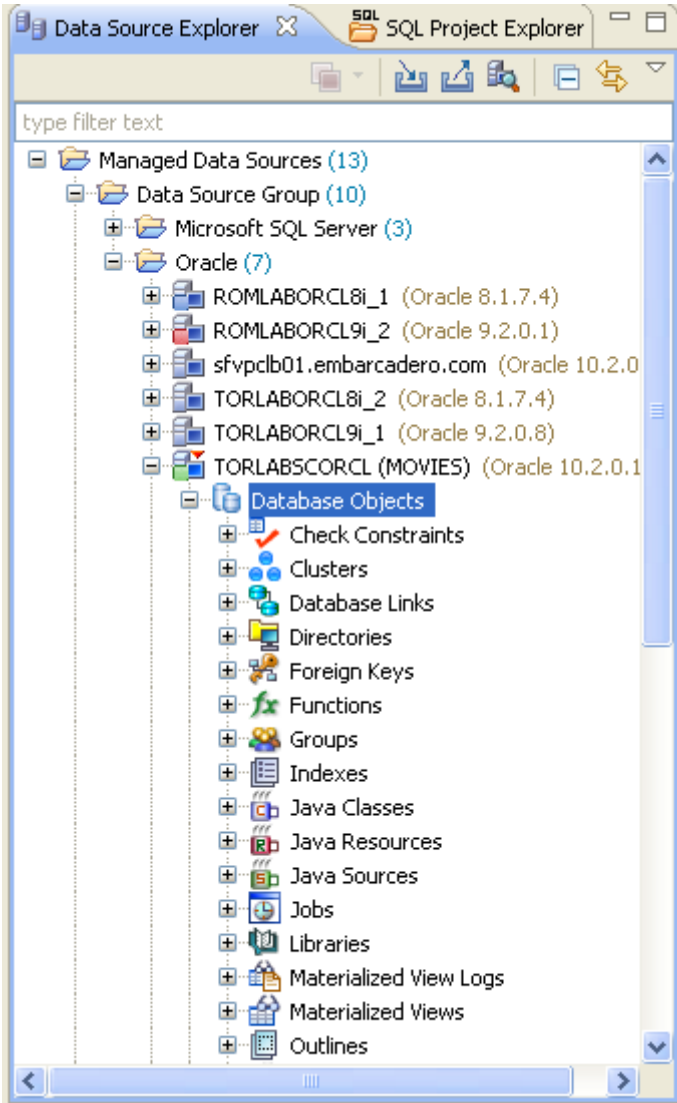 Data Source Explorer SQL SQL Project Explorer
type filter text
Managed Data Sources (13)
Data Source Group (10)
Microsoft SQL Server (3)
Oracle (7)
ROMLABORCL8i_1 (Oracle 8.1.7.4)
ROMLABORCL9i_2 (Oracle 9.2.0.1)
sfvpclb01.embarcadero.com (Oracle 10.2.0
TORLABORCL8i_2 (Oracle 8.1.7.4)
TORLABORCL9i_1 (Oracle 9.2.0.8)
TORLABSCORCL (MOVIES) (Oracle 10.2.0.1
Database Objects
Check Constraints
Clusters
Database Links
Directories
Foreign Keys
fx Functions
Groups
Indexes
C Java Classes
R Java Resources
S Java Sources
Jobs
Libraries
Materialized View Logs
Materialized Views
Outlines